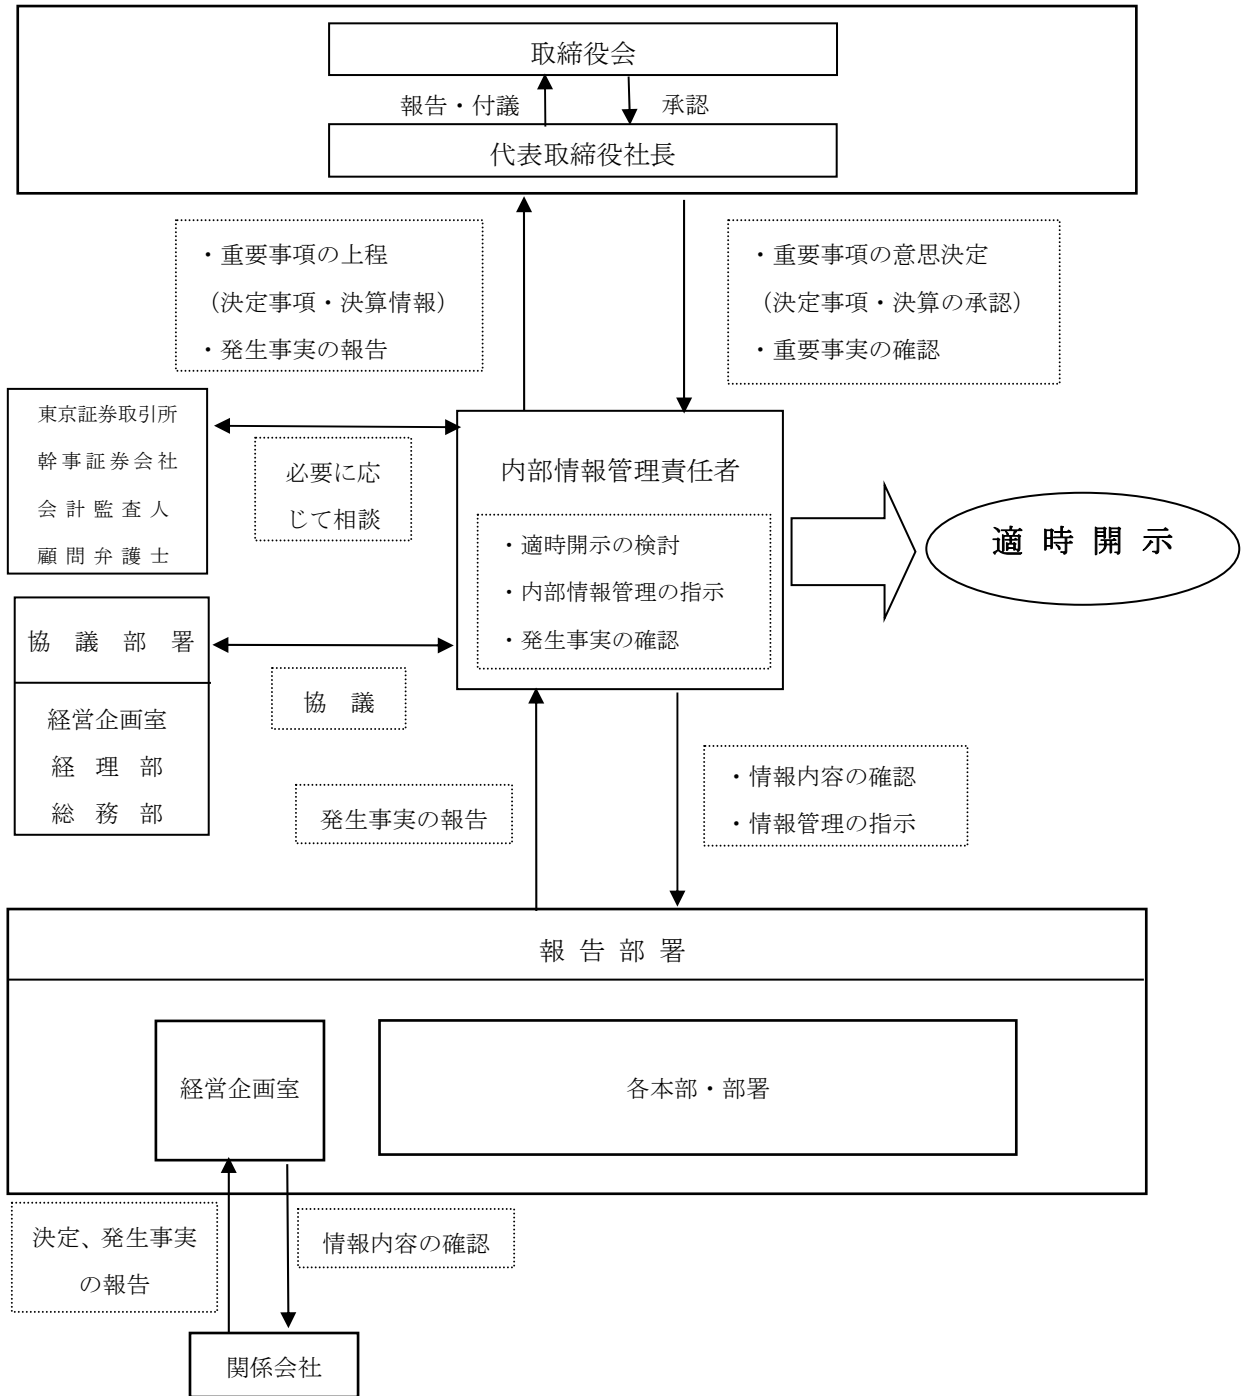 取締役会
報告・付議
承認
代表取締役社長
・重要事項の上程
(決定事項・決算情報)
・発生事実の報告
・重要事項の意思決定
(決定事項・決算の承認)
・重要事実の確認
東京証券取引所
幹事証券会社
会計監査人
顧問弁護士
必要に応
じて相談
内部情報管理責任者
・適時開示の検討
・内部情報管理の指示
・発生事実の確認
適時開示
協議部署
経営企画室
経理部
総務部
協議
発生事実の報告
・情報内容の確認
・情報管理の指示
報告部署
経営企画室
各本部・部署
決定、発生事実
の報告
情報内容の確認
関係会社